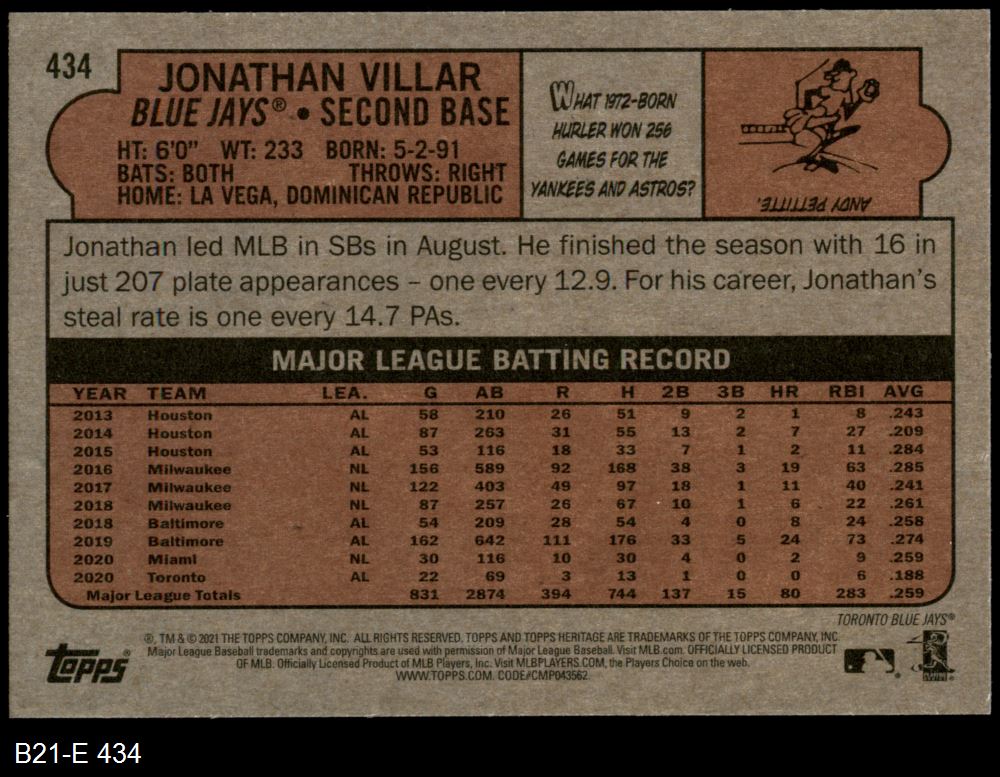 434
JONATHAN VILLAR
BLUE JAYS® • SECOND BASE
HT: 6'0" WT: 233 BORN: 5-2-91
BATS: BOTH THROWS: RIGHT
HOME: LA VEGA, DOMINICAN REPUBLIC
WHAT 1972-BORN
HURLER WON 256
GAMES FOR THE
YANKEES AND ASTROS?
ANDY PETTITTE.
Jonathan led MLB in SBs in August. He finished the season with 16 in
just 207 plate appearances – one every 12.9. For his career, Jonathan's
steal rate is one every 14.7 PAs.
MAJOR LEAGUE BATTING RECORD
YEAR TEAM LEA. G AB R H 2B 3B HR RBI AVG
2013 Houston AL 58 210 26 51 9 2 1 8 .243
2014 Houston AL 87 263 31 55 13 2 7 27 .209
2015 Houston AL 53 116 18 33 7 1 2 11 .284
2016 Milwaukee NL 156 589 92 168 38 3 19 63 .285
2017 Milwaukee NL 122 403 49 97 18 1 11 40 .241
2018 Milwaukee NL 87 257 26 67 10 1 6 22 .261
2018 Baltimore AL 54 209 28 54 4 0 8 24 .258
2019 Baltimore AL 162 642 111 176 33 5 24 73 .274
2020 Miami NL 30 116 10 30 4 0 2 9 .259
2020 Toronto AL 22 69 3 13 1 0 0 6 .188
Major League Totals 831 2874 394 744 137 15 80 283 .259
TORONTO BLUE JAYS®
Topps®
®, TM & © 2021 THE TOPPS COMPANY, INC. ALL RIGHTS RESERVED. TOPPS AND TOPPS HERITAGE ARE TRADEMARKS OF THE TOPPS COMPANY, INC.
Major League Baseball trademarks and copyrights are used with permission of Major League Baseball. Visit MLB.com. OFFICIALLY LICENSED PRODUCT
OF MLB. Officially Licensed Product of MLB Players, Inc. Visit MLBPLAYERS.COM, the Players Choice on the web.
WWW.TOPPS.COM. CODE#CMP043562
B21-E 434